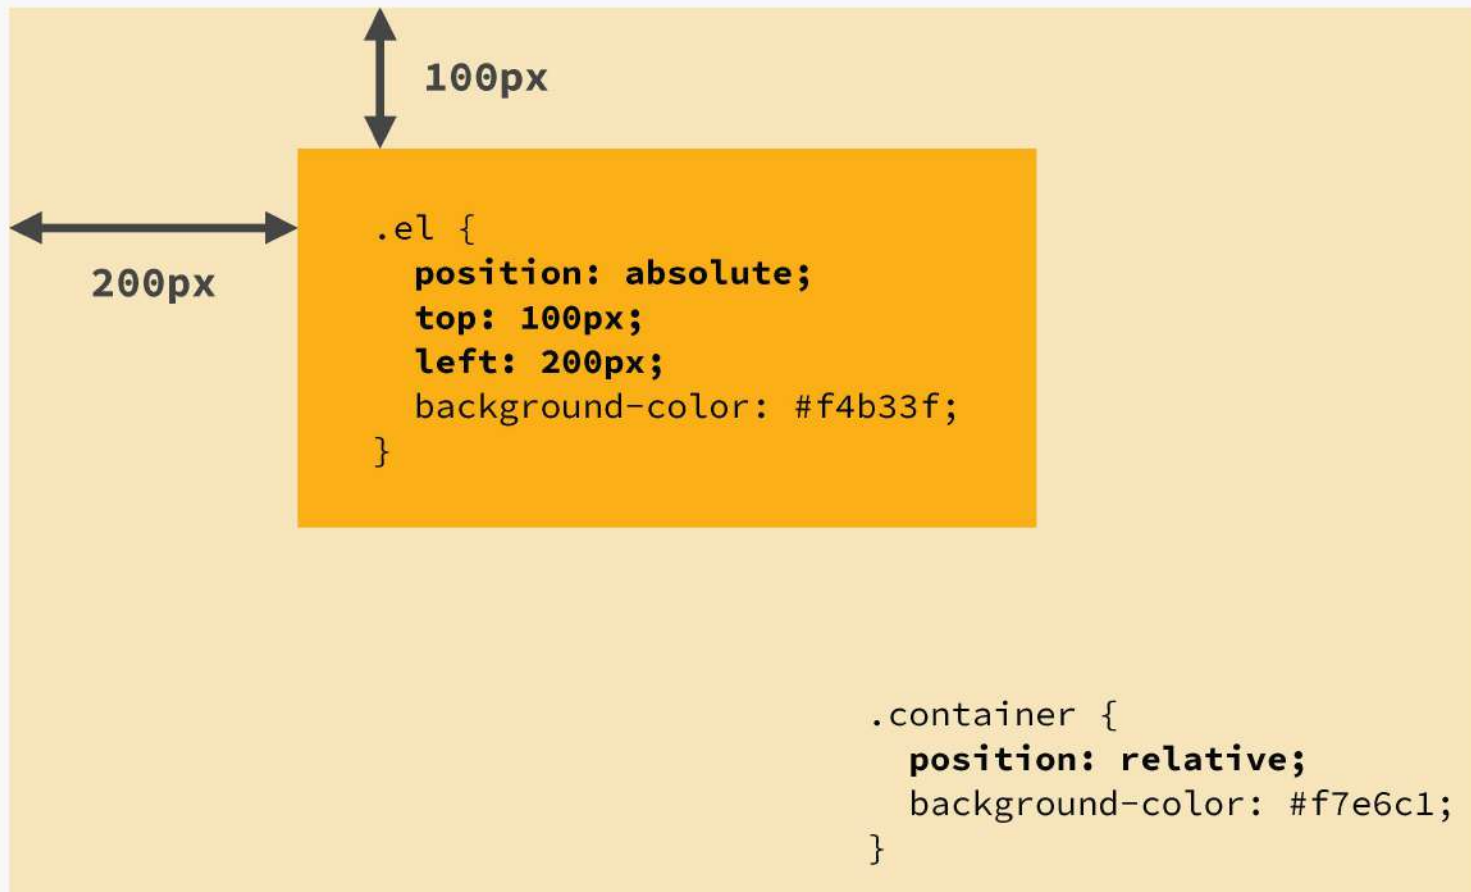 100px
200px
.el {
position: absolute;
top: 100px;
left: 200px;
background-color: #f4b33f;
}
.container {
position: relative;
background-color: #f7e6c1;
}